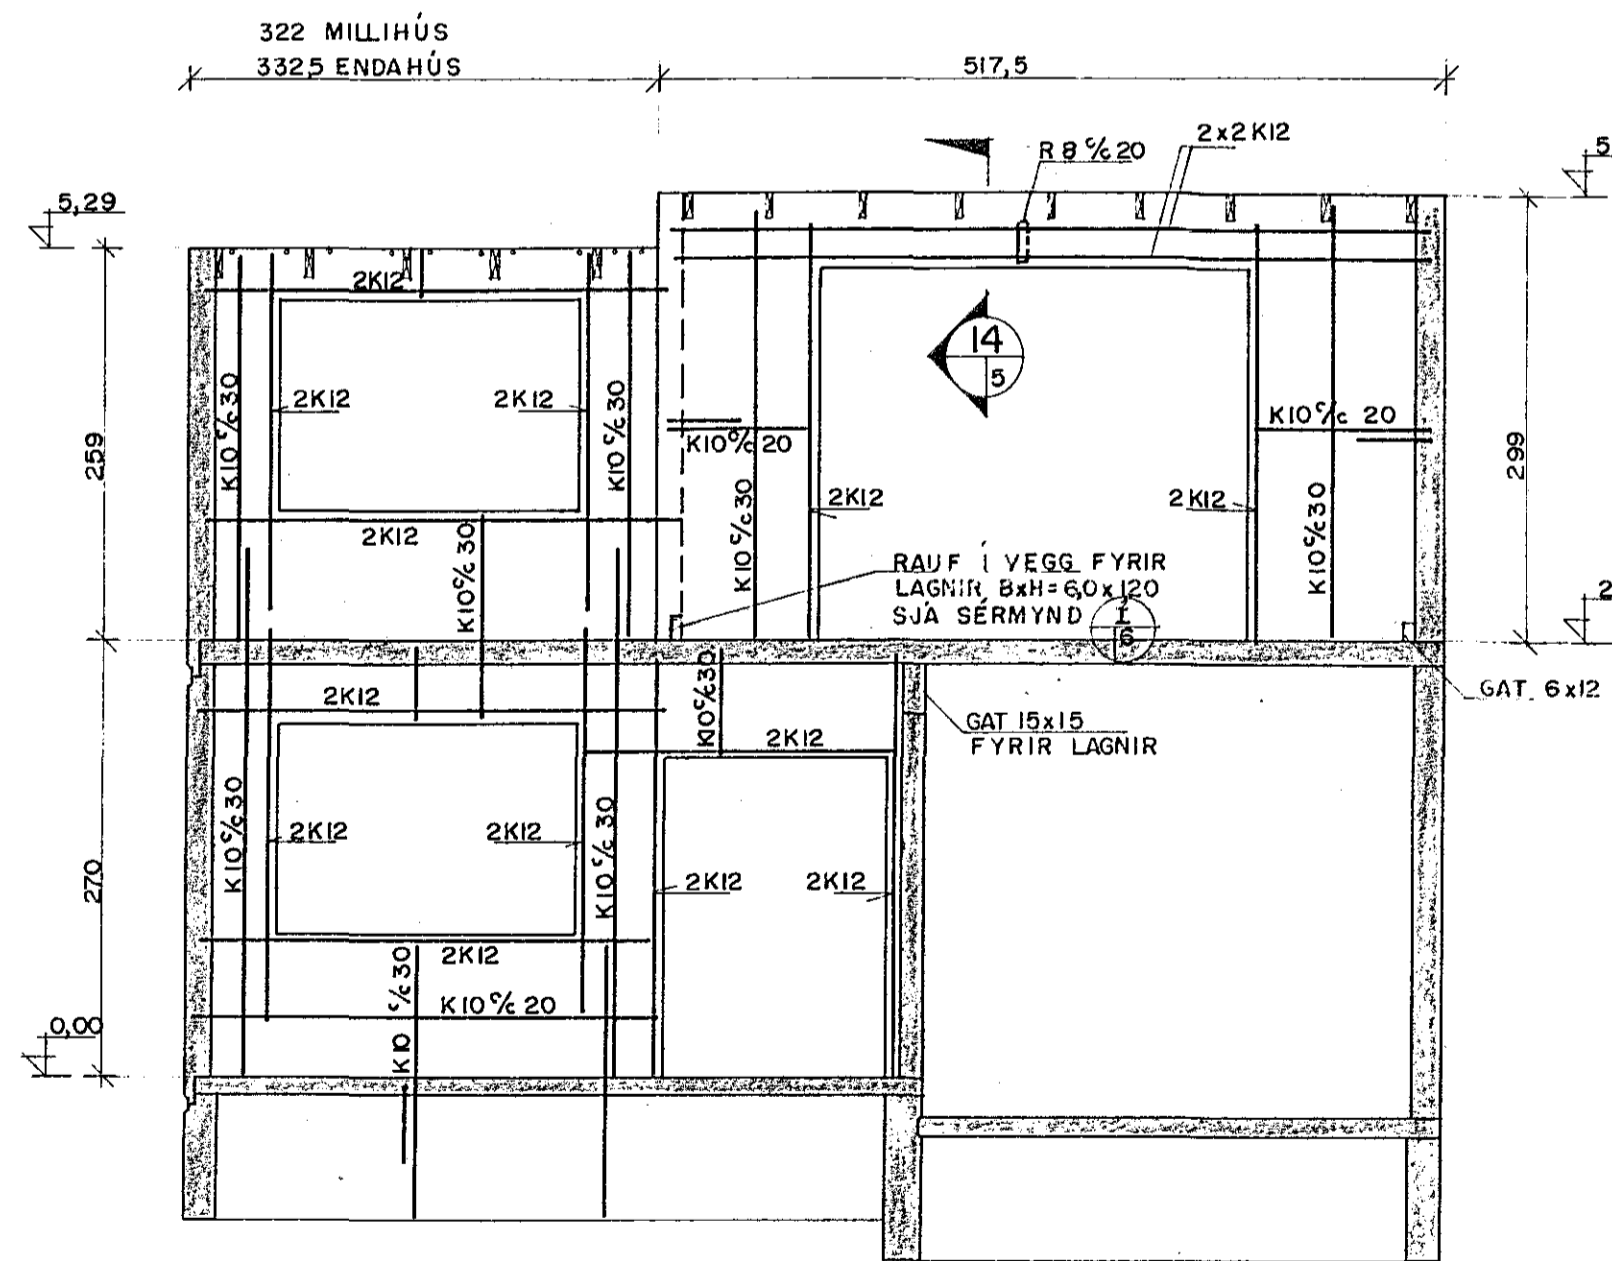 322 MILLIHÚS
332,5 ENDAHÚS
517,5
2x2 K12
R 8 c/c 20
5
5,29
2K12
2K12
2K12
K10 c/c 30
K10 c/c 30
259
K10 c/c 20
K10 c/c 20
14
5
299
2K12
K10 c/c 30
K10 c/c 30
2K12
2K12
K10 c/c 30
RAUF Í VEGG FYRIR
LAGNIR, BxH=6,0x120
SJÁ SÉRMYND
1
6
2
GAT 6x12
2K12
K10 c/c 30
GAT 15x15
FYRIR LAGNIR
2K12
K10 c/c 30
2K12
2K12
K10 c/c 30
270
2K12
2K12
2K12
K10 c/c 30
K10 c/c 20
0,00